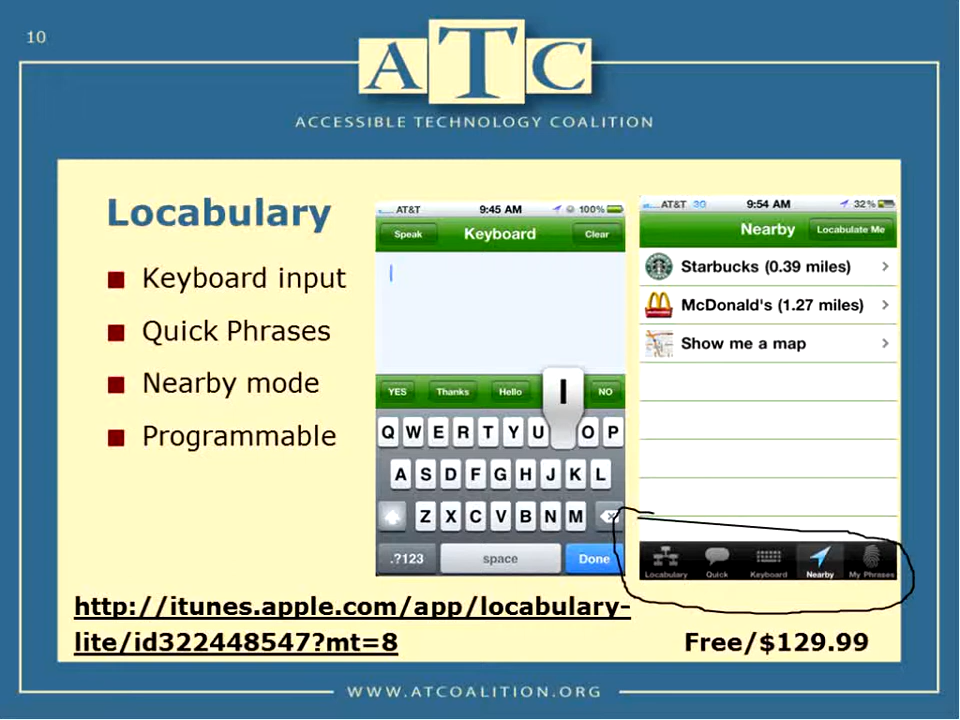 10
ATC
ACCESSIBLE TECHNOLOGY COALITION
Locabulary
Keyboard input
Quick Phrases
Nearby mode
Programmable
AT&T 9:45 AM 100%
Speak Keyboard Clear
YES Thanks Hello NO
I
Q W E R T Y U O P
A S D F G H J K L
Z X C V B N M
.?123 space Done
AT&T 3G 9:54 AM 32%
Nearby Locabulate Me
Starbucks (0.39 miles)
McDonald's (1.27 miles)
Show me a map
Locabulary Quick Keyboard Nearby My Phrases
http://itunes.apple.com/app/locabulary-
lite/id322448547?mt=8
Free/$129.99
WWW.ATCOALITION.ORG